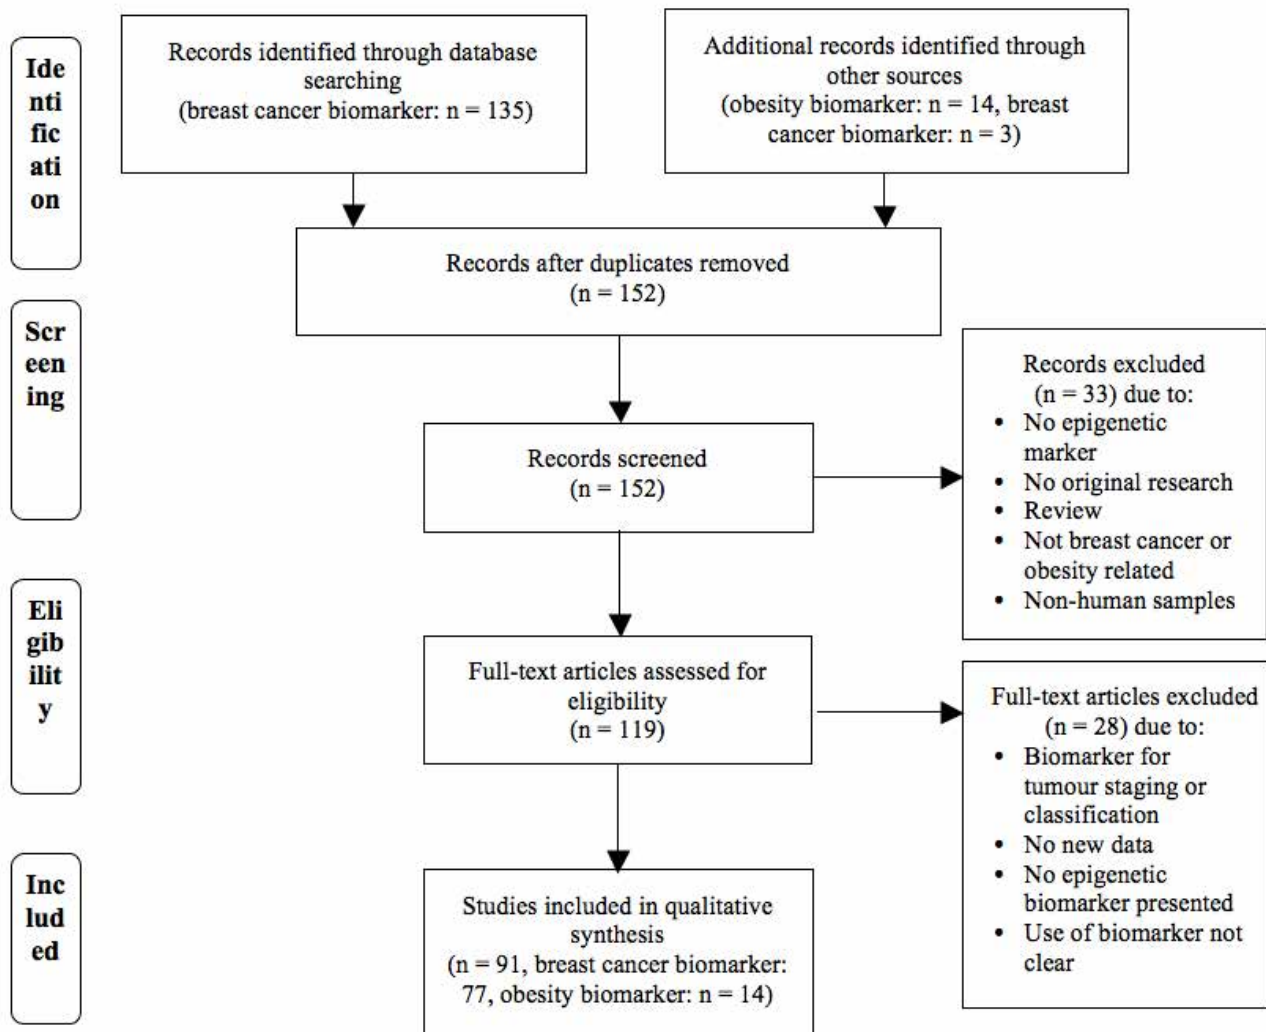 Ide
nti
fic
ati
on
Records identified through database
searching
(breast cancer biomarker: n = 135)
Additional records identified through
other sources
(obesity biomarker: n = 14, breast
cancer biomarker: n = 3)
Records after duplicates removed
(n = 152)
Scr
een
ing
Records screened
(n = 152)
Records excluded
(n = 33) due to:
• No epigenetic
marker
• No original research
• Review
• Not breast cancer or
obesity related
• Non-human samples
Eli
gib
ilit
y
Full-text articles assessed for
eligibility
(n = 119)
Full-text articles excluded
(n = 28) due to:
• Biomarker for
tumour staging or
classification
• No new data
• No epigenetic
biomarker presented
• Use of biomarker not
clear
Inc
lud
ed
Studies included in qualitative
synthesis
(n = 91, breast cancer biomarker:
77, obesity biomarker: n = 14)